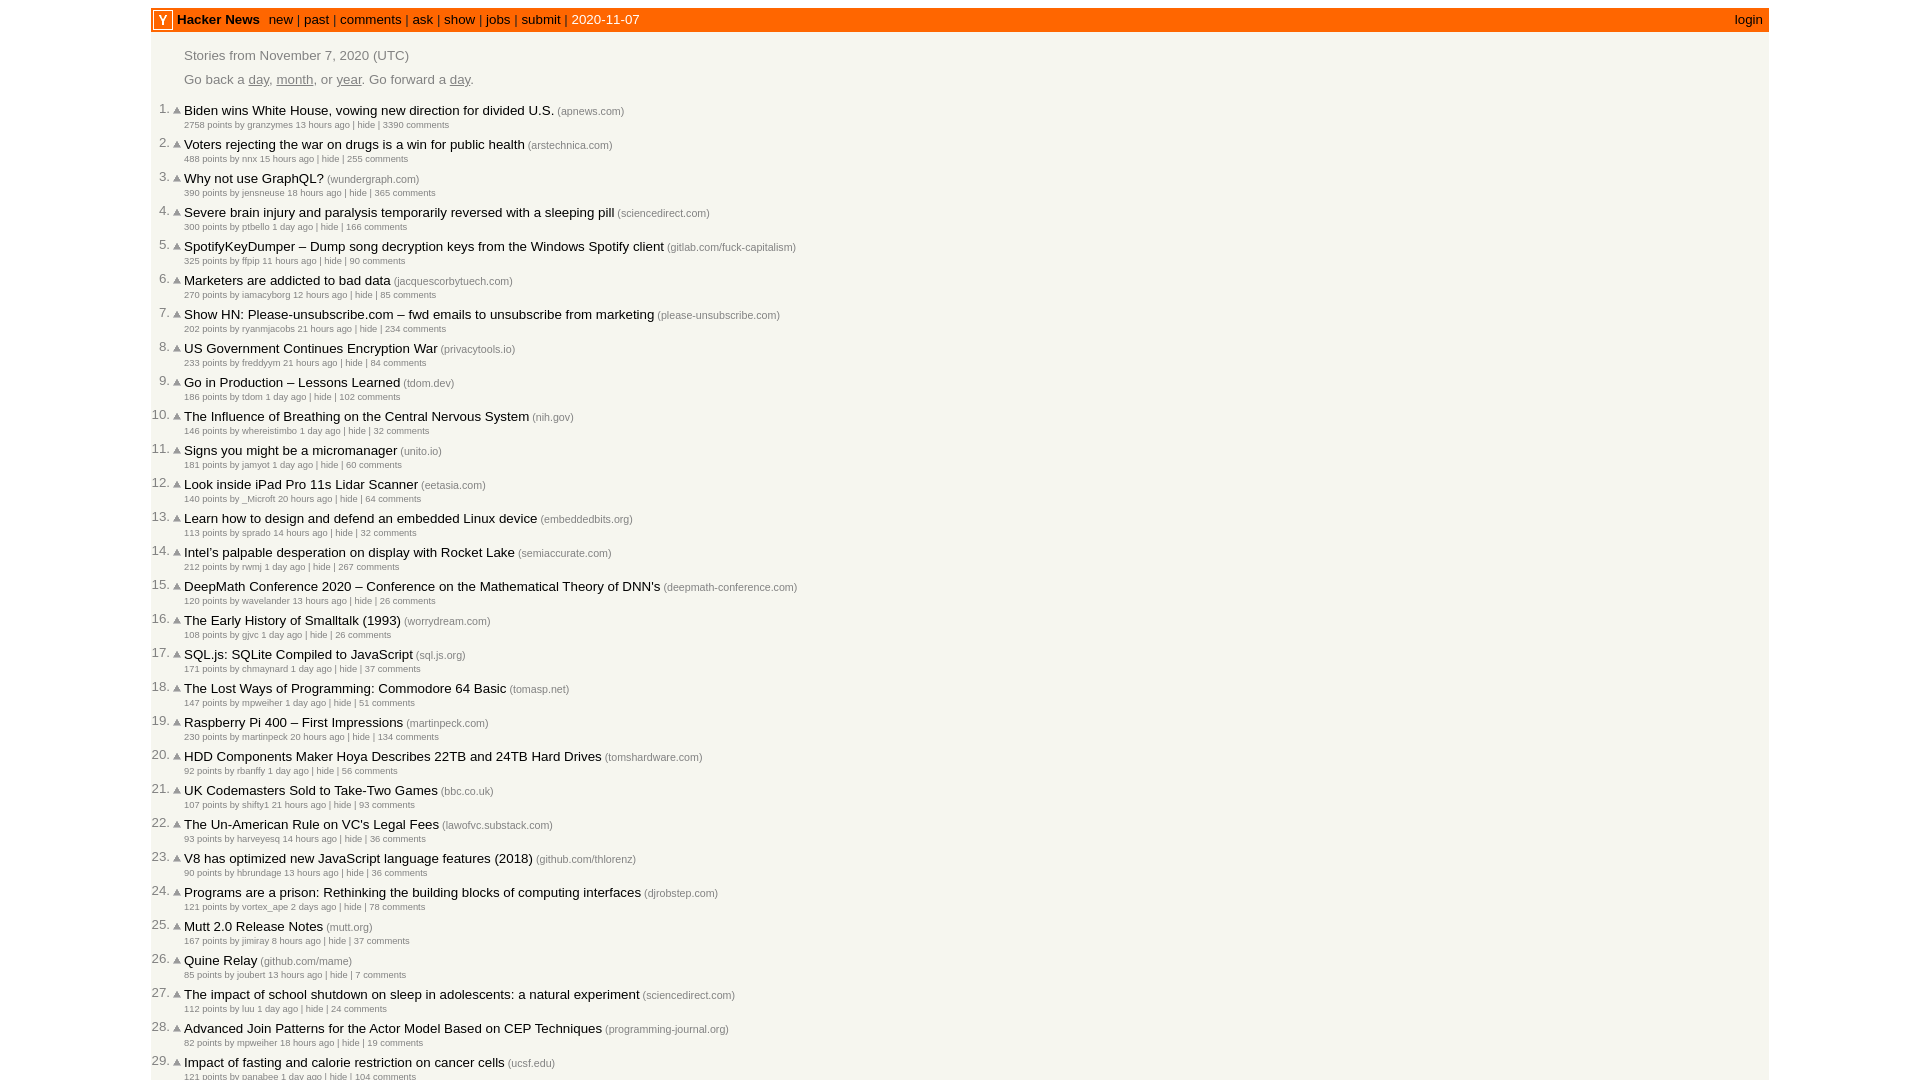 Y Hacker News new | past | comments | ask | show | jobs | submit | 2020-11-07 login
Stories from November 7, 2020 (UTC)
Go back a day, month, or year. Go forward a day.
1. Biden wins White House, vowing new direction for divided U.S. (apnews.com)
2758 points by granzymes 13 hours ago | hide | 3390 comments
2. Voters rejecting the war on drugs is a win for public health (arstechnica.com)
488 points by nnx 15 hours ago | hide | 255 comments
3. Why not use GraphQL? (wundergraph.com)
390 points by jensneuse 18 hours ago | hide | 365 comments
4. Severe brain injury and paralysis temporarily reversed with a sleeping pill (sciencedirect.com)
300 points by ptbello 1 day ago | hide | 166 comments
5. SpotifyKeyDumper – Dump song decryption keys from the Windows Spotify client (gitlab.com/fuck-capitalism)
325 points by ffpip 11 hours ago | hide | 90 comments
6. Marketers are addicted to bad data (jacquescorbytuech.com)
270 points by iamacyborg 12 hours ago | hide | 85 comments
7. Show HN: Please-unsubscribe.com – fwd emails to unsubscribe from marketing (please-unsubscribe.com)
202 points by ryanmjacobs 21 hours ago | hide | 234 comments
8. US Government Continues Encryption War (privacytools.io)
233 points by freddyym 21 hours ago | hide | 84 comments
9. Go in Production – Lessons Learned (tdom.dev)
186 points by tdom 1 day ago | hide | 102 comments
10. The Influence of Breathing on the Central Nervous System (nih.gov)
146 points by whereistimbo 1 day ago | hide | 32 comments
11. Signs you might be a micromanager (unito.io)
181 points by jamyot 1 day ago | hide | 60 comments
12. Look inside iPad Pro 11s Lidar Scanner (eetasia.com)
140 points by _Microft 20 hours ago | hide | 64 comments
13. Learn how to design and defend an embedded Linux device (embeddedbits.org)
113 points by sprado 14 hours ago | hide | 32 comments
14. Intel’s palpable desperation on display with Rocket Lake (semiaccurate.com)
212 points by rwmj 1 day ago | hide | 267 comments
15. DeepMath Conference 2020 – Conference on the Mathematical Theory of DNN's (deepmath-conference.com)
120 points by wavelander 13 hours ago | hide | 26 comments
16. The Early History of Smalltalk (1993) (worrydream.com)
108 points by gjvc 1 day ago | hide | 26 comments
17. SQL.js: SQLite Compiled to JavaScript (sql.js.org)
171 points by chmaynard 1 day ago | hide | 37 comments
18. The Lost Ways of Programming: Commodore 64 Basic (tomasp.net)
147 points by mpweiher 1 day ago | hide | 51 comments
19. Raspberry Pi 400 – First Impressions (martinpeck.com)
230 points by martinpeck 20 hours ago | hide | 134 comments
20. HDD Components Maker Hoya Describes 22TB and 24TB Hard Drives (tomshardware.com)
92 points by rbanffy 1 day ago | hide | 56 comments
21. UK Codemasters Sold to Take-Two Games (bbc.co.uk)
107 points by shifty1 21 hours ago | hide | 93 comments
22. The Un-American Rule on VC's Legal Fees (lawofvc.substack.com)
93 points by harveyesq 14 hours ago | hide | 36 comments
23. V8 has optimized new JavaScript language features (2018) (github.com/thlorenz)
90 points by hbrundage 13 hours ago | hide | 36 comments
24. Programs are a prison: Rethinking the building blocks of computing interfaces (djrobstep.com)
121 points by vortex_ape 2 days ago | hide | 78 comments
25. Mutt 2.0 Release Notes (mutt.org)
167 points by jimiray 8 hours ago | hide | 37 comments
26. Quine Relay (github.com/mame)
85 points by joubert 13 hours ago | hide | 7 comments
27. The impact of school shutdown on sleep in adolescents: a natural experiment (sciencedirect.com)
112 points by luu 1 day ago | hide | 24 comments
28. Advanced Join Patterns for the Actor Model Based on CEP Techniques (programming-journal.org)
82 points by mpweiher 18 hours ago | hide | 19 comments
29. Impact of fasting and calorie restriction on cancer cells (ucsf.edu)
121 points by panabee 1 day ago | hide | 104 comments